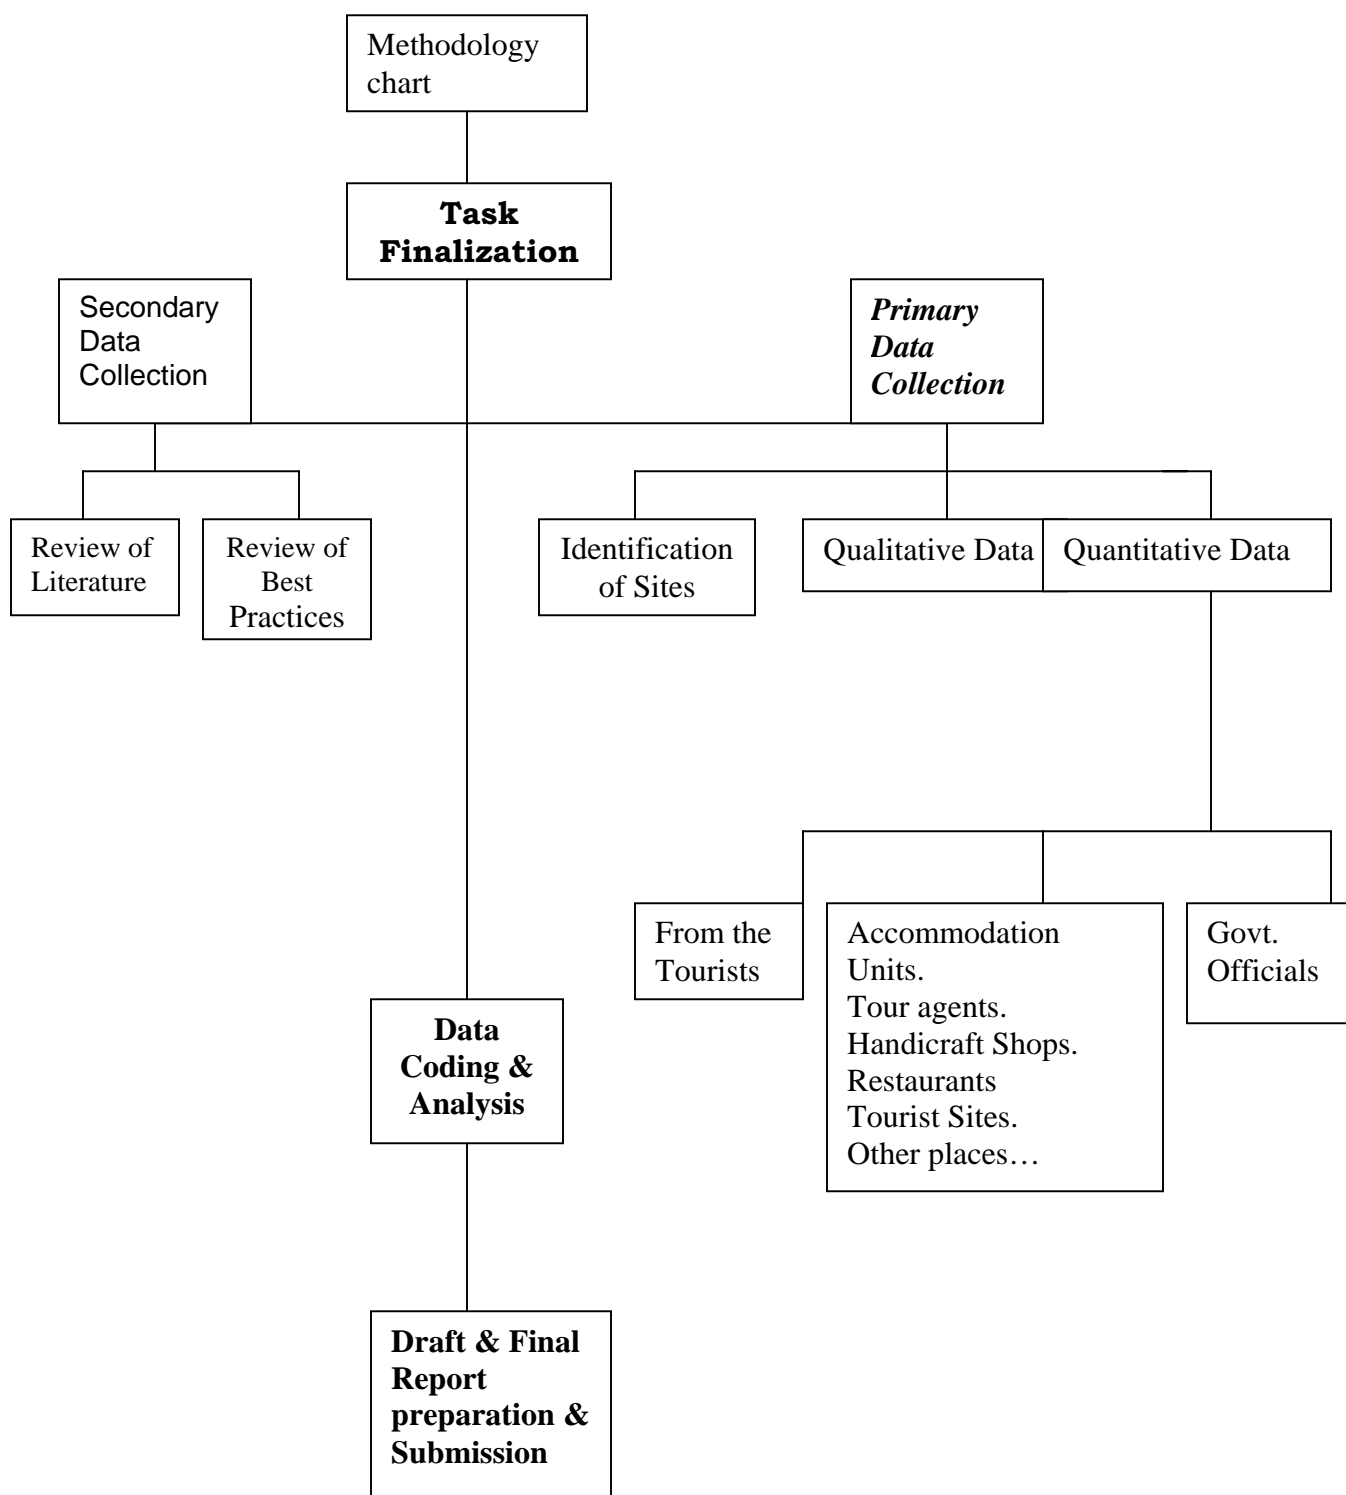 Methodology
chart
Task
Finalization
Secondary
Data
Collection
Primary
Data
Collection
Review of
Literature
Review of
Best
Practices
Identification
of Sites
Qualitative Data
Quantitative Data
From the
Tourists
Accommodation
Units.
Tour agents.
Handicraft Shops.
Restaurants
Tourist Sites.
Other places…
Govt.
Officials
Data
Coding &
Analysis
Draft & Final
Report
preparation &
Submission